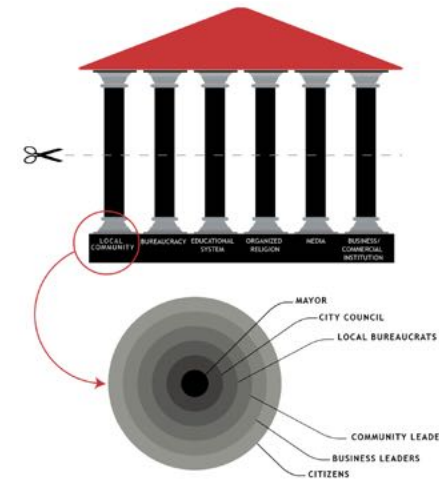 LOCAL
COMMUNITY
BUREAUCRACY
EDUCATIONAL
SYSTEM
ORGANIZED
RELIGION
MEDIA
BUSINESS/
COMMERCIAL
INSTITUTION
MAYOR
CITY COUNCIL
LOCAL BUREAUCRATS
COMMUNITY LEADE
BUSINESS LEADERS
CITIZENS